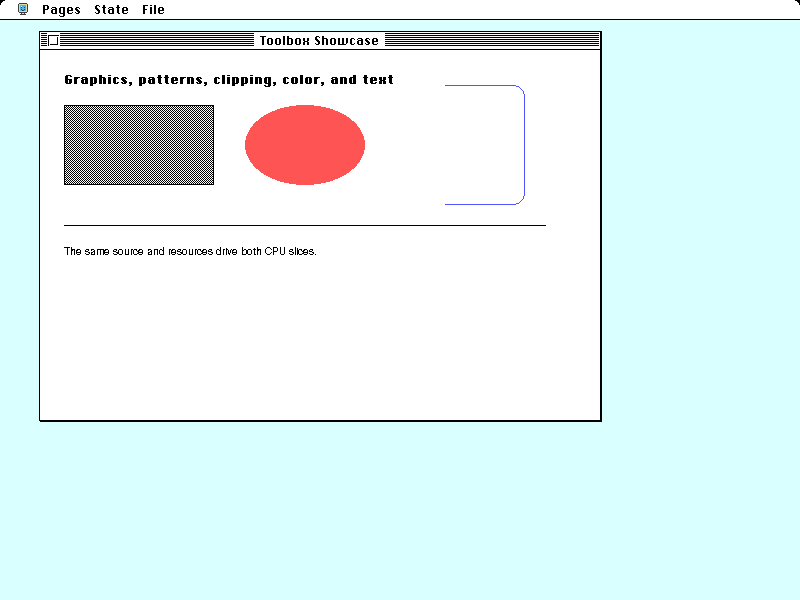 Pages State File
Toolbox Showcase
Graphics, patterns, clipping, color, and text
The same source and resources drive both CPU slices.